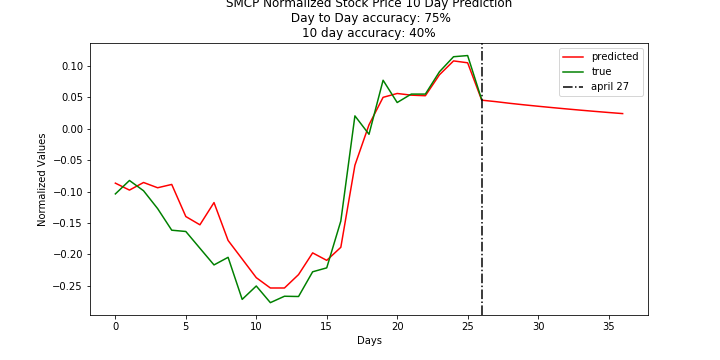 SMCP Normalized Stock Price 10 Day Prediction
Day to Day accuracy: 75%
10 day accuracy: 40%
predicted
true
april 27
Normalized Values
0.10
0.05
0.00
−0.05
−0.10
−0.15
−0.20
−0.25
0 5 10 15 20 25 30 35
Days